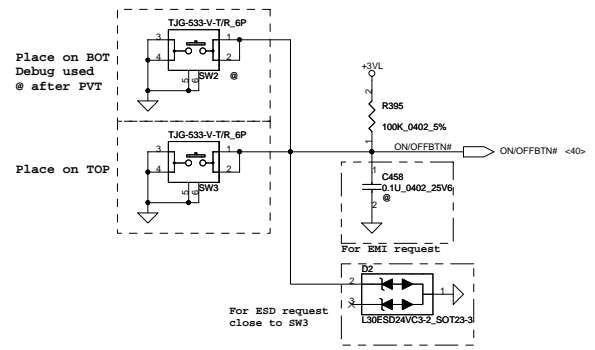 TJG-533-V-T/R_6P
3 1
4 2
5 6
SW2 @
Place on BOT
Debug used
@ after PVT
TJG-533-V-T/R_6P
3 1
4 2
5 6
SW3
Place on TOP
+3VL
2
R395
100K_0402_5%
1
ON/OFFBTN#
ON/OFFBTN# <40>
1
C458
0.1U_0402_25V6
@
2
For EMI request
D2
2
3
1
L30ESD24VC3-2_SOT23-3
For ESD request
close to SW3